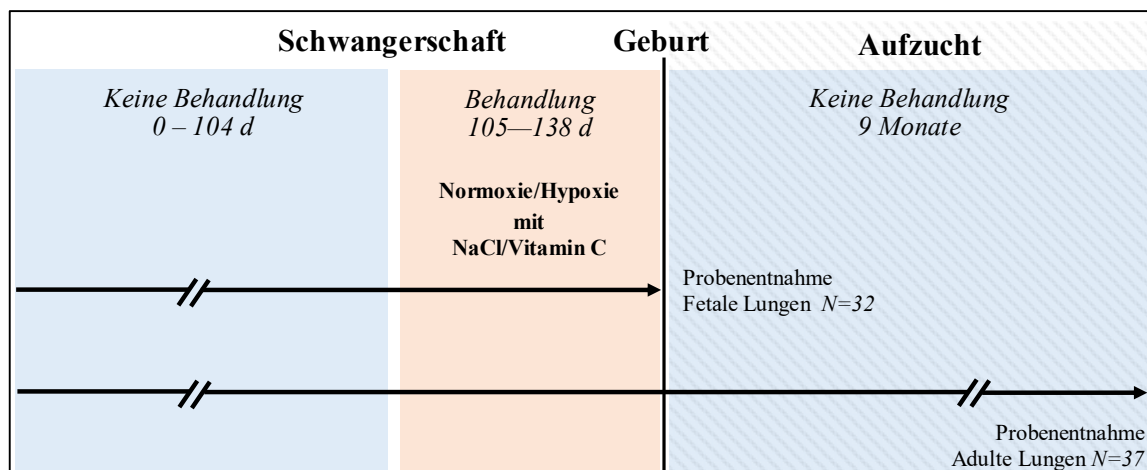 Schwangerschaft
Geburt
Aufzucht
Keine Behandlung
0 – 104 d
Behandlung
105—138 d
Keine Behandlung
9 Monate
Normoxie/Hypoxie
mit
NaCl/Vitamin C
Probenentnahme
Fetale Lungen N=32
Probenentnahme
Adulte Lungen N=37